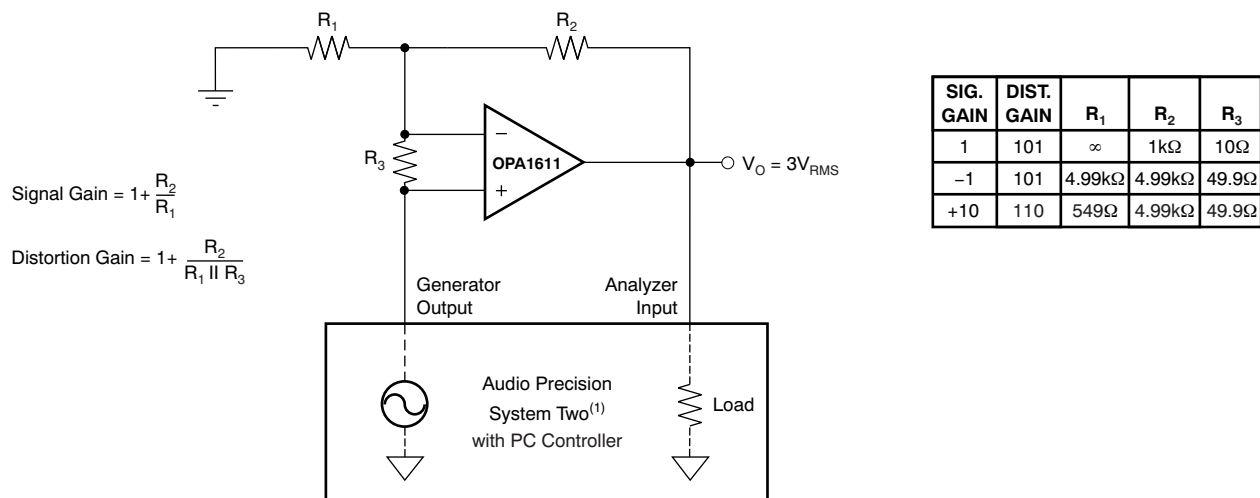 R1
R2
R3
−
OPA1611
+
VO = 3VRMS
Signal Gain = 1+ R2
R1
Distortion Gain = 1+ R2
R1 II R3
Generator
Output
Analyzer
Input
Audio Precision
System Two(1)
with PC Controller
Load
SIG. GAIN DIST. GAIN R1 R2 R3
1 101 ∞ 1kΩ 10Ω
−1 101 4.99kΩ 4.99kΩ 49.9Ω
+10 110 549Ω 4.99kΩ 49.9Ω